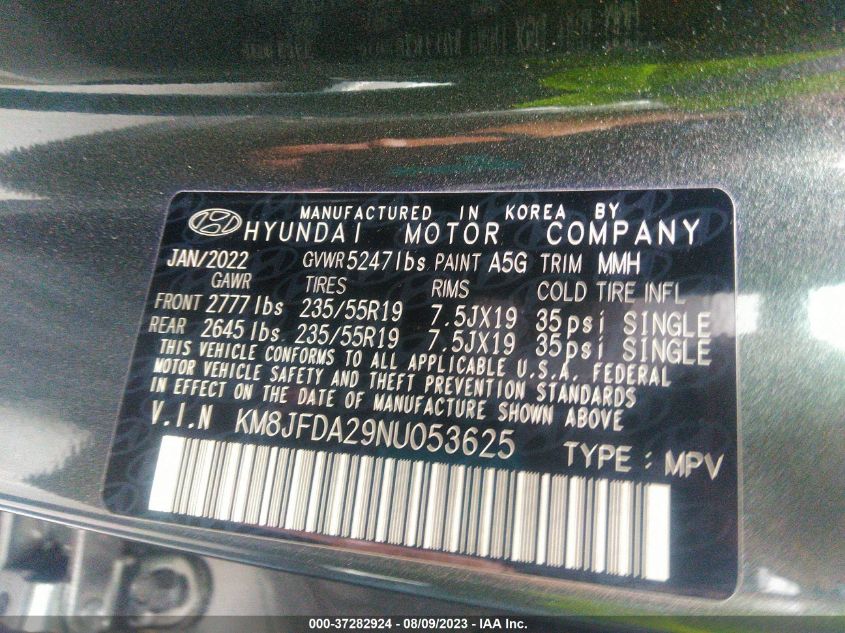 MANUFACTURED IN KOREA BY
HYUNDAI MOTOR COMPANY
JAN/2022 GVWR 5247lbs PAINT A5G TRIM MMH
GAWR TIRES RIMS COLD TIRE INFL
FRONT 2777lbs 235/55R19 7.5JX19 35psi SINGLE
REAR 2645lbs 235/55R19 7.5JX19 35psi SINGLE
THIS VEHICLE CONFORMS TO ALL APPLICABLE U.S.A. FEDERAL
MOTOR VEHICLE SAFETY AND THEFT PREVENTION STANDARDS
IN EFFECT ON THE DATE OF MANUFACTURE SHOWN ABOVE
V.I.N KM8JFDA29NU053625
TYPE : MPV
000-37282924 - 08/09/2023 - IAA Inc.